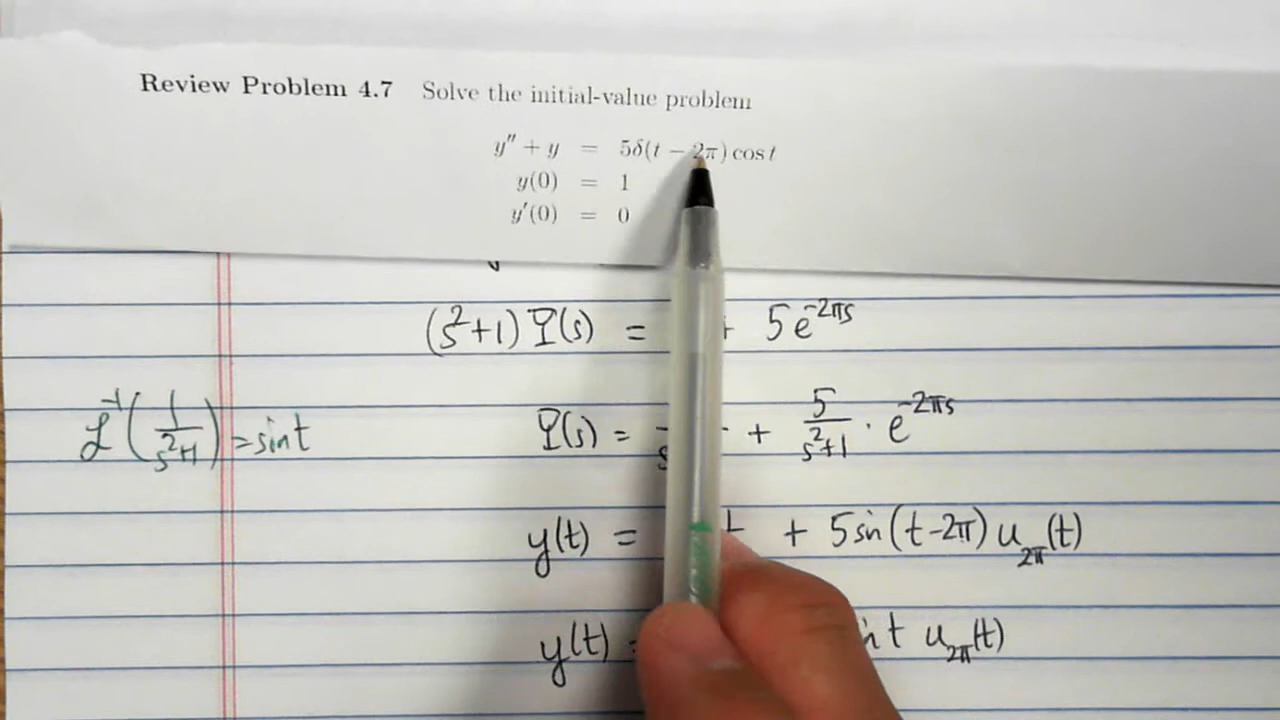 Review Problem 4.7 Solve the initial-value problem
y″ + y = 5δ(t − 2π) cos t
y(0) = 1
y′(0) = 0
(s²+1) Y(s) = + 5e^{-2πs}
ℒ⁻¹(1/(s²+1)) = sin t
Y(s) = + 5/(s²+1) · e^{-2πs}
y(t) = t + 5 sin(t-2π) u_{2π}(t)
y(t) = t u_{2π}(t)